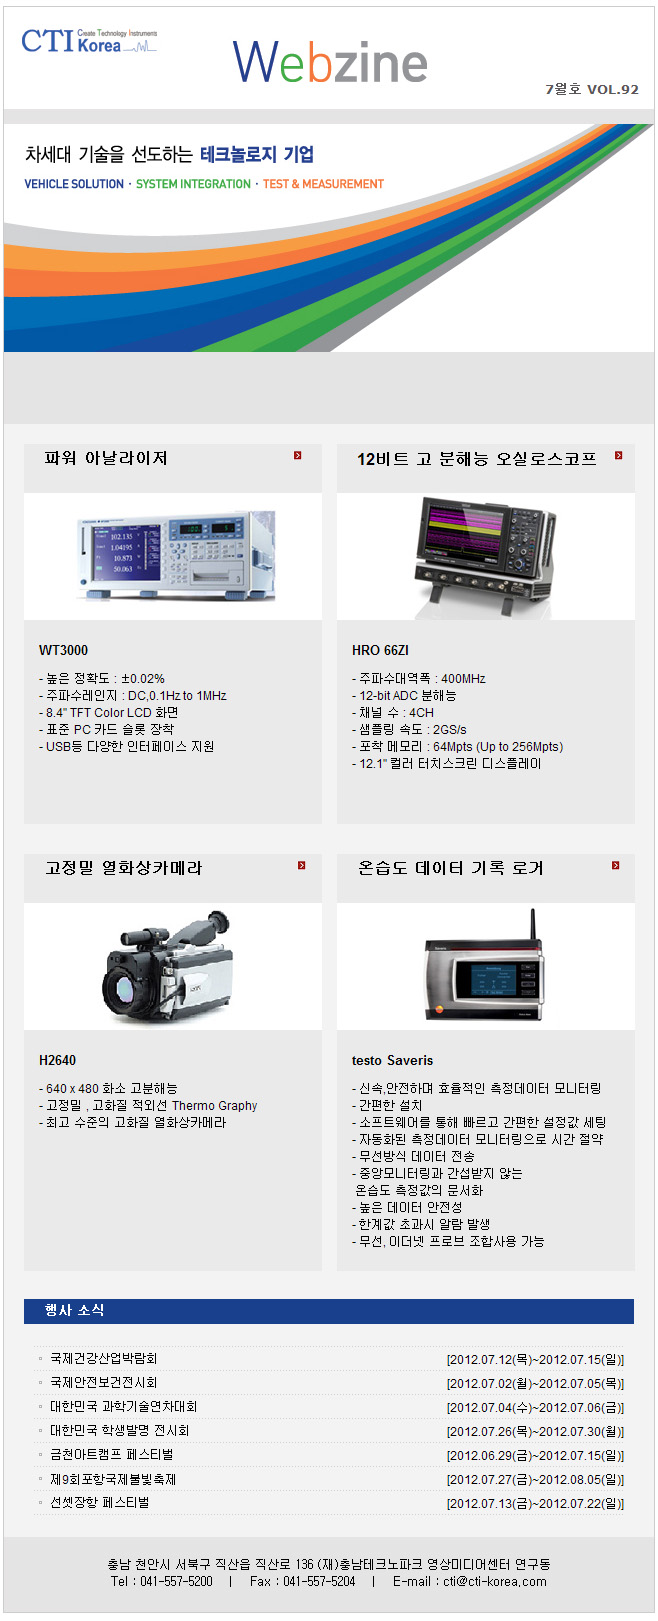 CTI Create Technology Instruments
Korea
Webzine
7월호 VOL.92
차세대 기술을 선도하는 테크놀로지 기업
VEHICLE SOLUTION · SYSTEM INTEGRATION · TEST & MEASUREMENT
파워 아날라이저
WT3000
- 높은 정확도 : ±0.02%
- 주파수레인지 : DC,0.1Hz to 1MHz
- 8.4" TFT Color LCD 화면
- 표준 PC 카드 슬롯 장착
- USB등 다양한 인터페이스 지원
12비트 고 분해능 오실로스코프
HRO 66ZI
- 주파수대역폭 : 400MHz
- 12-bit ADC 분해능
- 채널 수 : 4CH
- 샘플링 속도 : 2GS/s
- 포착 메모리 : 64Mpts (Up to 256Mpts)
- 12.1" 컬러 터치스크린 디스플레이
고정밀 열화상카메라
H2640
- 640 x 480 화소 고분해능
- 고정밀 , 고화질 적외선 Thermo Graphy
- 최고 수준의 고화질 열화상카메라
온습도 데이터 기록 로거
testo Saveris
- 신속,안전하며 효율적인 측정데이터 모니터링
- 간편한 설치
- 소프트웨어를 통해 빠르고 간편한 설정값 세팅
- 자동화된 측정데이터 모니터링으로 시간 절약
- 무선방식 데이터 전송
- 중앙모니터링과 간섭받지 않는
온습도 측정값의 문서화
- 높은 데이터 안전성
- 한계값 초과시 알람 발생
- 무선, 이더넷 프로브 조합사용 가능
행사 소식
국제건강산업박람회 [2012.07.12(목)~2012.07.15(일)]
국제안전보건전시회 [2012.07.02(월)~2012.07.05(목)]
대한민국 과학기술연차대회 [2012.07.04(수)~2012.07.06(금)]
대한민국 학생발명 전시회 [2012.07.26(목)~2012.07.30(월)]
금천아트캠프 페스티벌 [2012.06.29(금)~2012.07.15(일)]
제9회포항국제불빛축제 [2012.07.27(금)~2012.08.05(일)]
선셋장항 페스티벌 [2012.07.13(금)~2012.07.22(일)]
충남 천안시 서북구 직산읍 직산로 136 (재)충남테크노파크 영상미디어센터 연구동
Tel : 041-557-5200 | Fax : 041-557-5204 | E-mail : cti@cti-korea.com